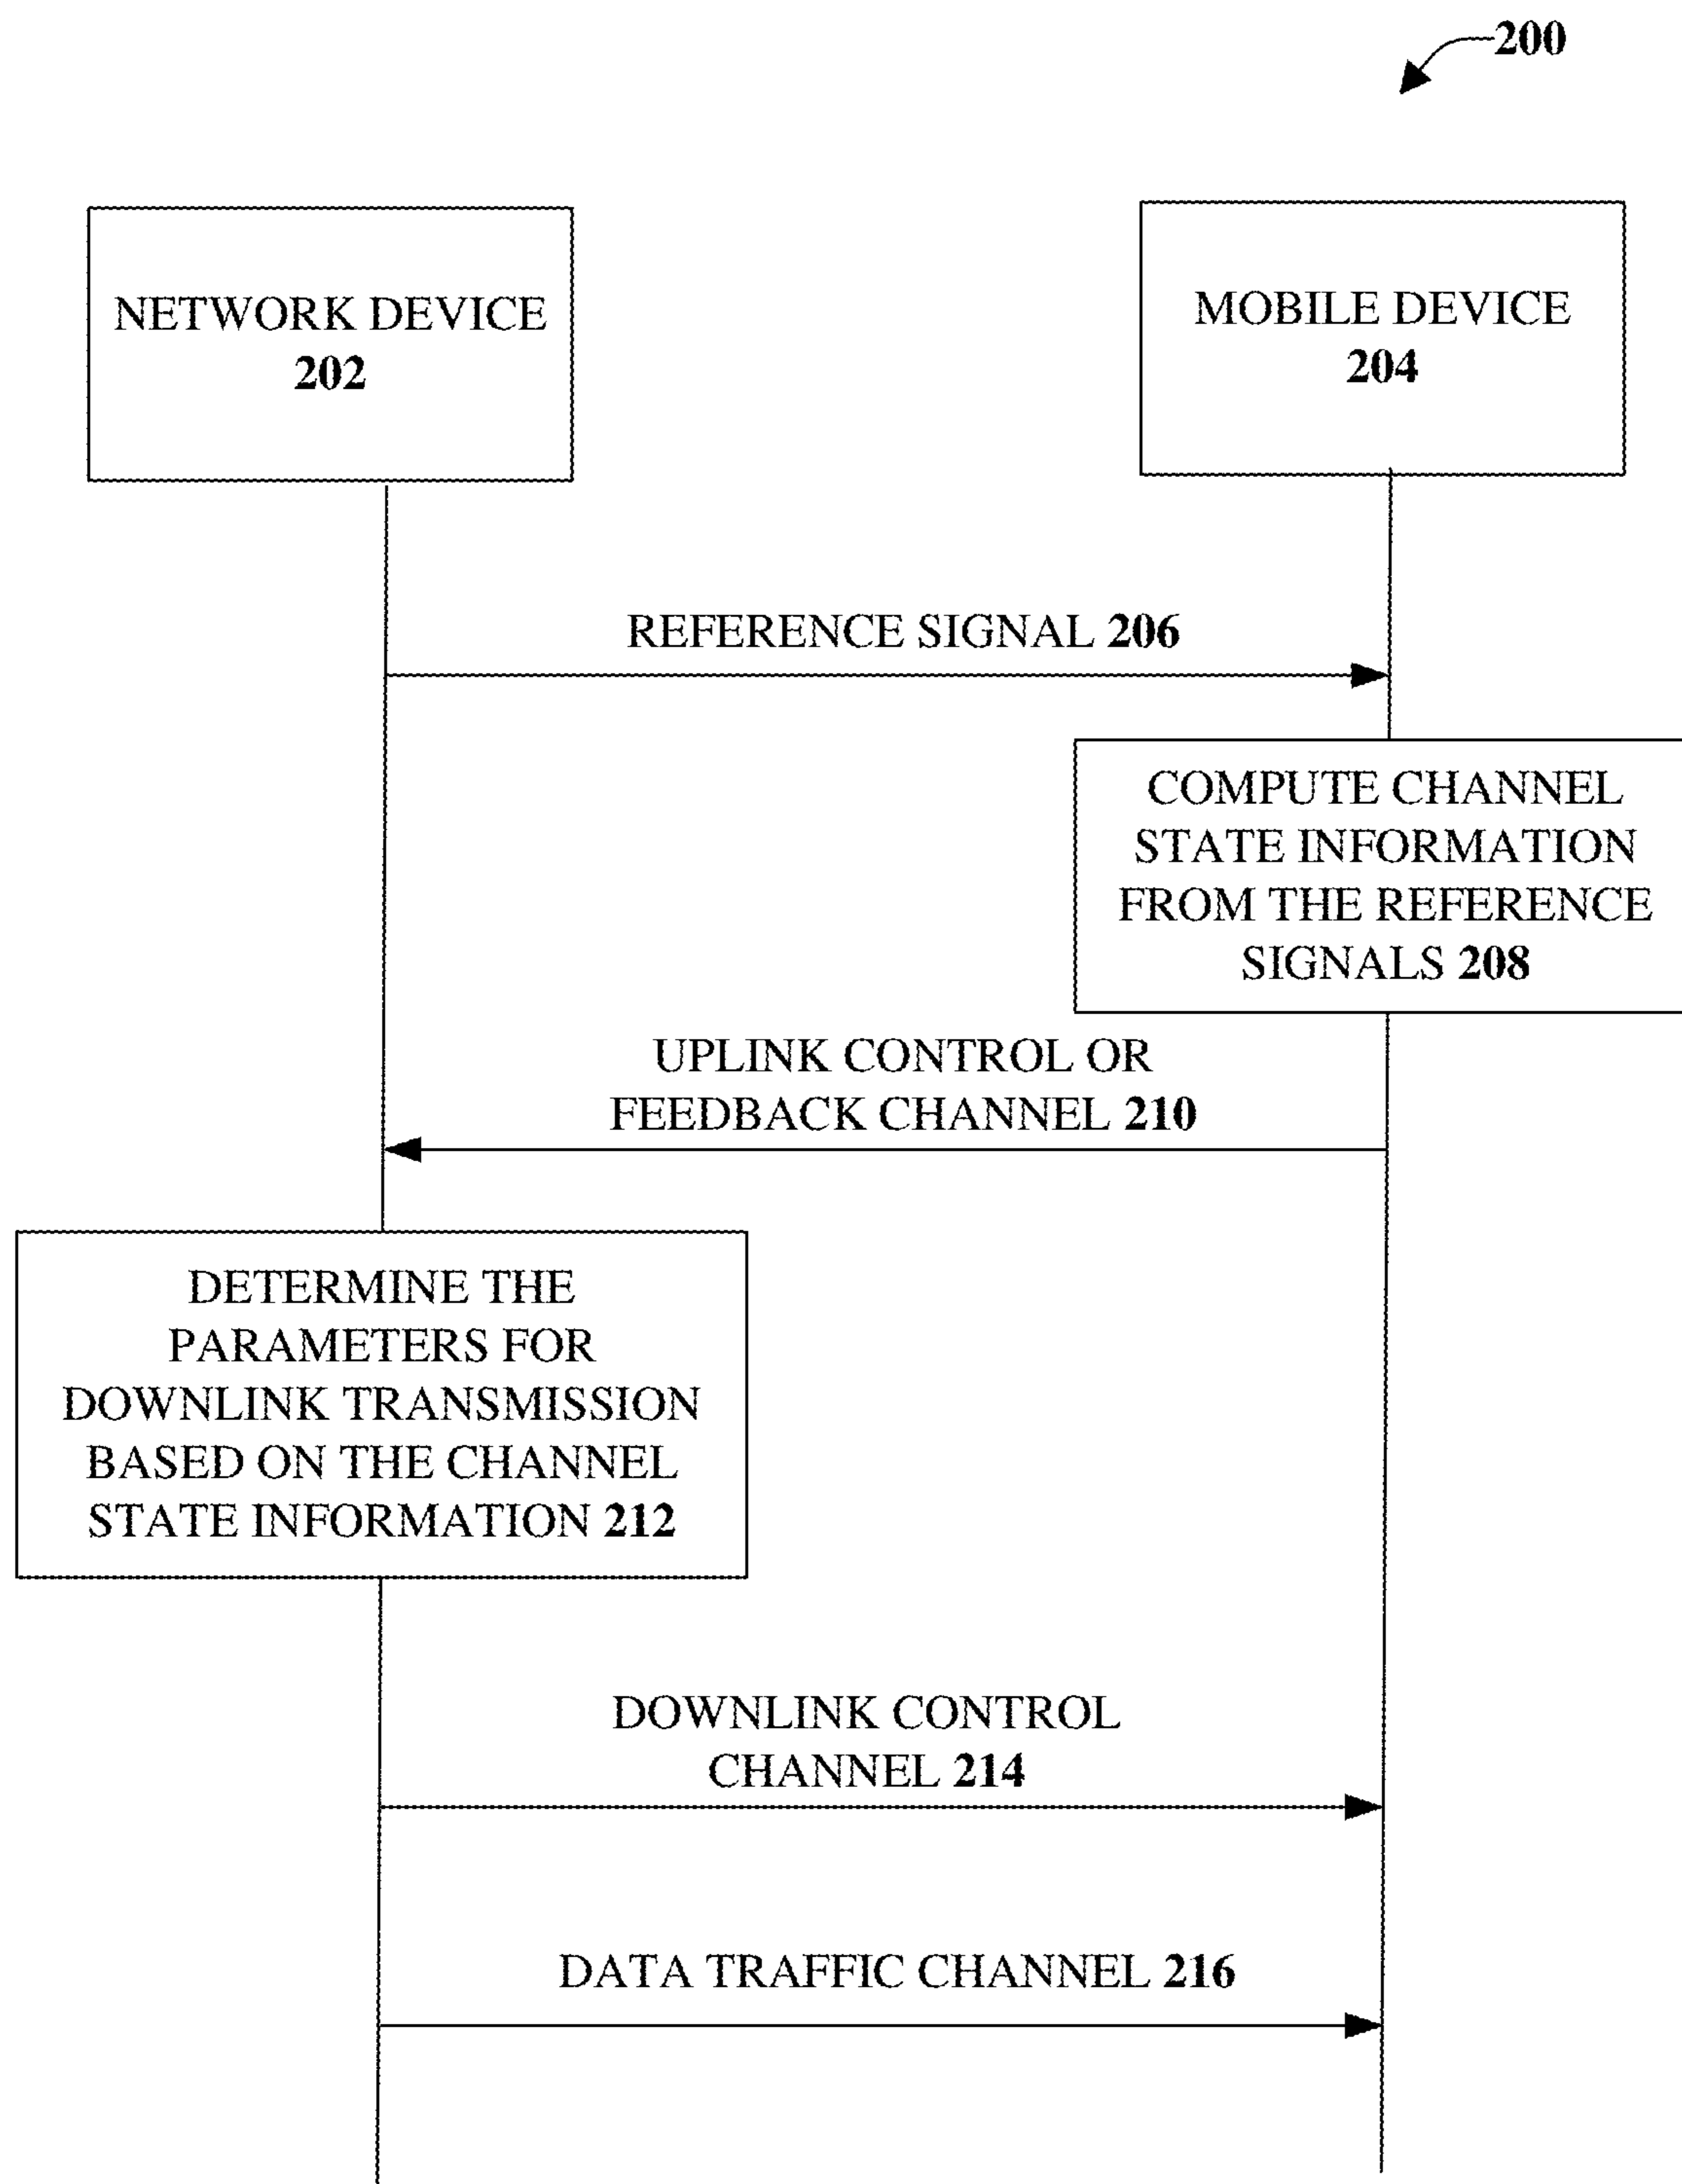 200
NETWORK DEVICE
202
MOBILE DEVICE
204
REFERENCE SIGNAL 206
COMPUTE CHANNEL
STATE INFORMATION
FROM THE REFERENCE
SIGNALS 208
UPLINK CONTROL OR
FEEDBACK CHANNEL 210
DETERMINE THE
PARAMETERS FOR
DOWNLINK TRANSMISSION
BASED ON THE CHANNEL
STATE INFORMATION 212
DOWNLINK CONTROL
CHANNEL 214
DATA TRAFFIC CHANNEL 216